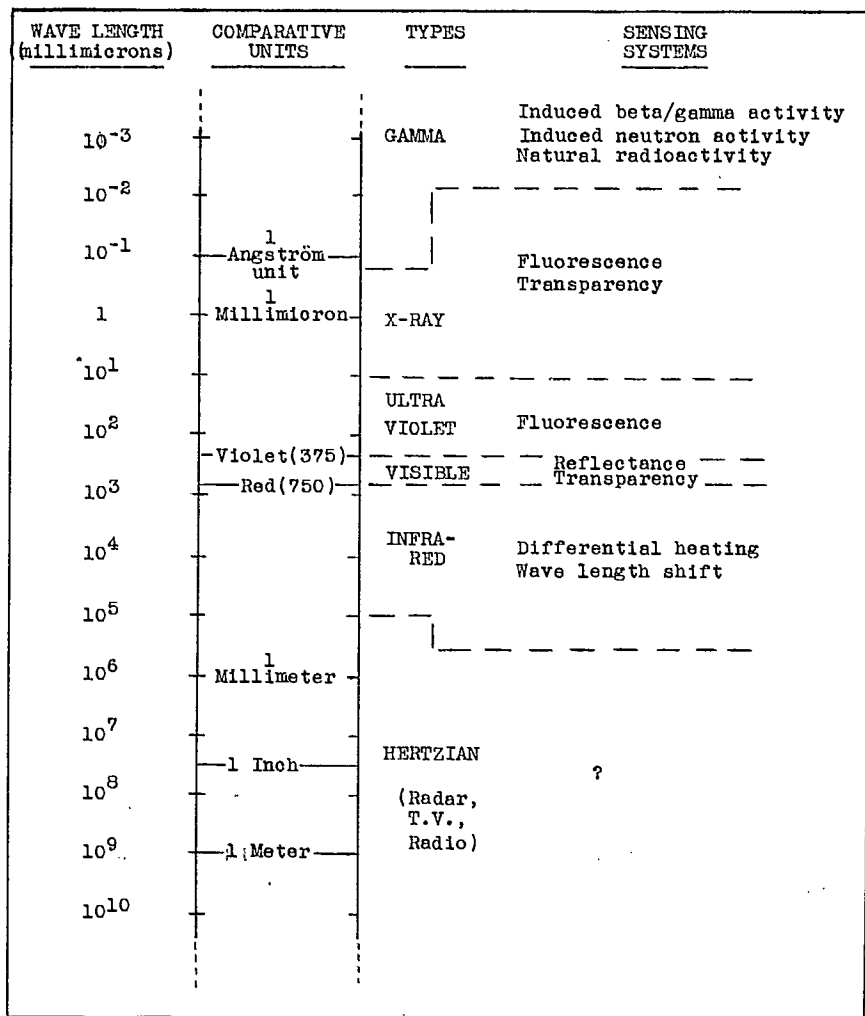 WAVE LENGTH COMPARATIVE TYPES SENSING
(millimicrons) UNITS SYSTEMS
Induced beta/gamma activity
10-3 GAMMA Induced neutron activity
Natural radioactivity
10-2
1
10-1 Angström
unit
Fluorescence
Transparency
1
1 Millimicron X-RAY
101
ULTRA
102 VIOLET Fluorescence
Violet(375) Reflectance
VISIBLE Transparency
Red(750)
103
INFRA-
104 RED Differential heating
Wave length shift
105
1
106 Millimeter
107
HERTZIAN
1 Inch ?
108 (Radar,
T.V.,
109 1 Meter Radio)
1010